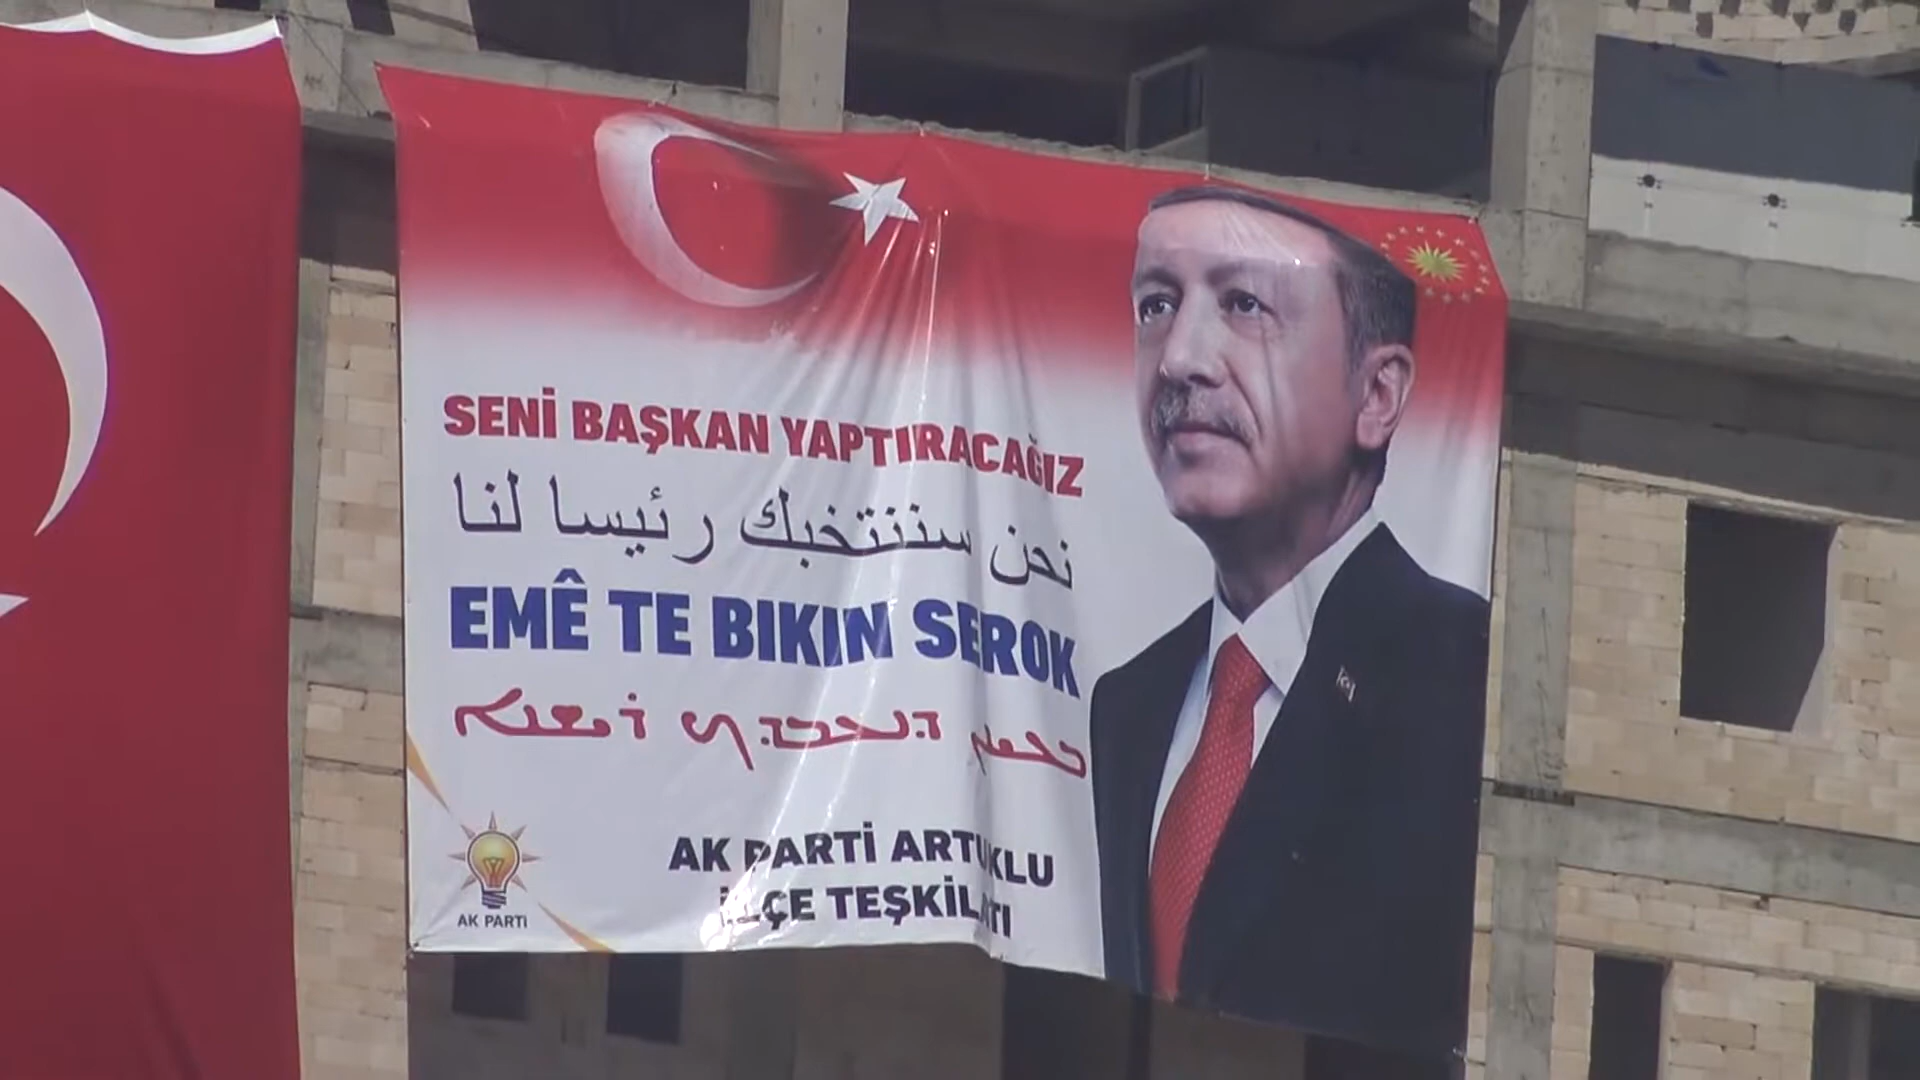 SENİ BAŞKAN YAPTIRACAĞIZ
نحن سننتخبك رئيسا لنا
EMÊ TE BIKIN SEROK
AK PARTİ ARTUKLU
İLÇE TEŞKİLATI
AK PARTİ